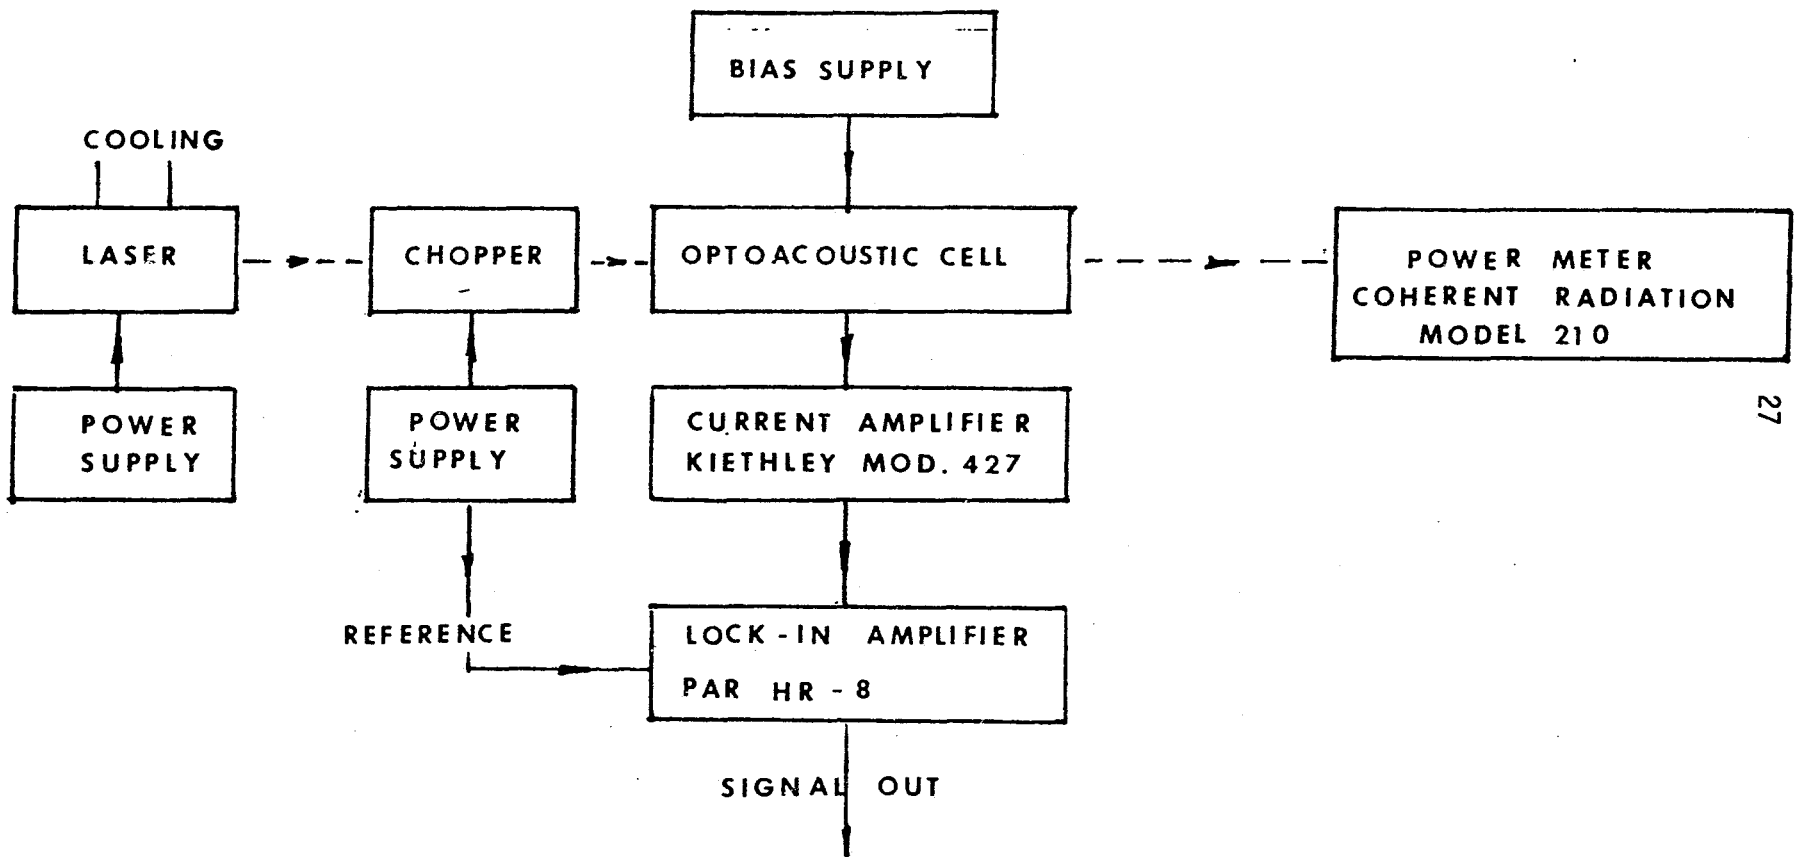 BIAS SUPPLY
COOLING
LASER
CHOPPER
OPTOACOUSTIC CELL
POWER METER
COHERENT RADIATION
MODEL 210
POWER
SUPPLY
POWER
SUPPLY
CURRENT AMPLIFIER
KIETHLEY MOD. 427
27
REFERENCE
LOCK-IN AMPLIFIER
PAR HR-8
SIGNAL OUT